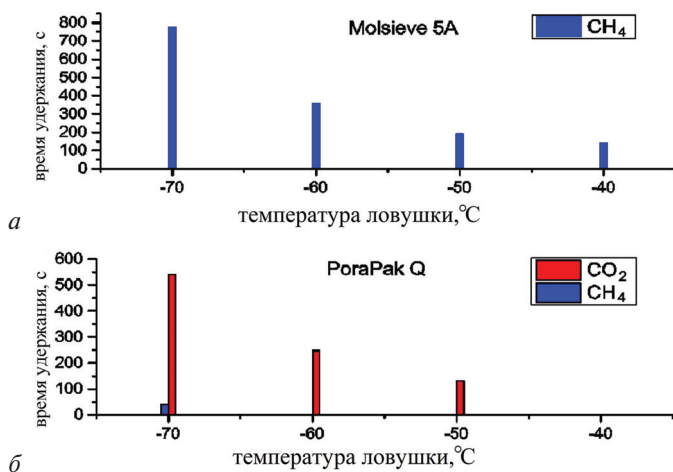 Molsieve 5A
CH4
время удержания, с
800
700
600
500
400
300
200
100
0
-70
-60
-50
-40
температура ловушки,°C
а
PoraPak Q
CO2
CH4
время удержания, с
600
500
400
300
200
100
0
-70
-60
-50
-40
температура ловушки,°C
б